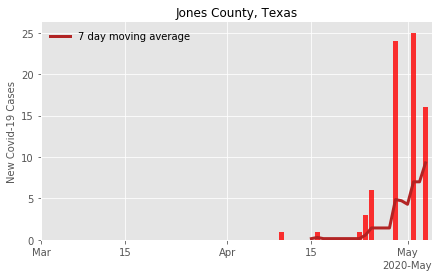 Jones County, Texas
7 day moving average
New Covid-19 Cases
25
20
15
10
5
0
Mar
15
Apr
15
May
2020-May